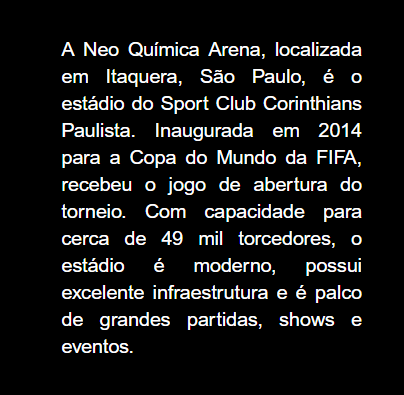 A Neo Química Arena, localizada
em Itaquera, São Paulo, é o
estádio do Sport Club Corinthians
Paulista. Inaugurada em 2014
para a Copa do Mundo da FIFA,
recebeu o jogo de abertura do
torneio. Com capacidade para
cerca de 49 mil torcedores, o
estádio é moderno, possui
excelente infraestrutura e é palco
de grandes partidas, shows e
eventos.